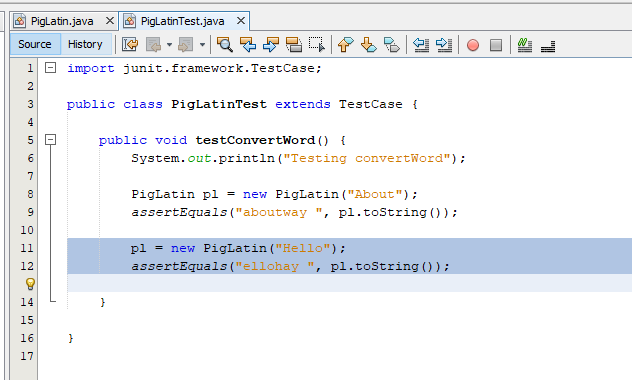 PigLatin.java PigLatinTest.java
Source History
1 import junit.framework.TestCase;
2
3 public class PigLatinTest extends TestCase {
4
5 public void testConvertWord() {
6 System.out.println("Testing convertWord");
7
8 PigLatin pl = new PigLatin("About");
9 assertEquals("aboutway ", pl.toString());
10
11 pl = new PigLatin("Hello");
12 assertEquals("ellohay ", pl.toString());
14 }
15
16 }
17